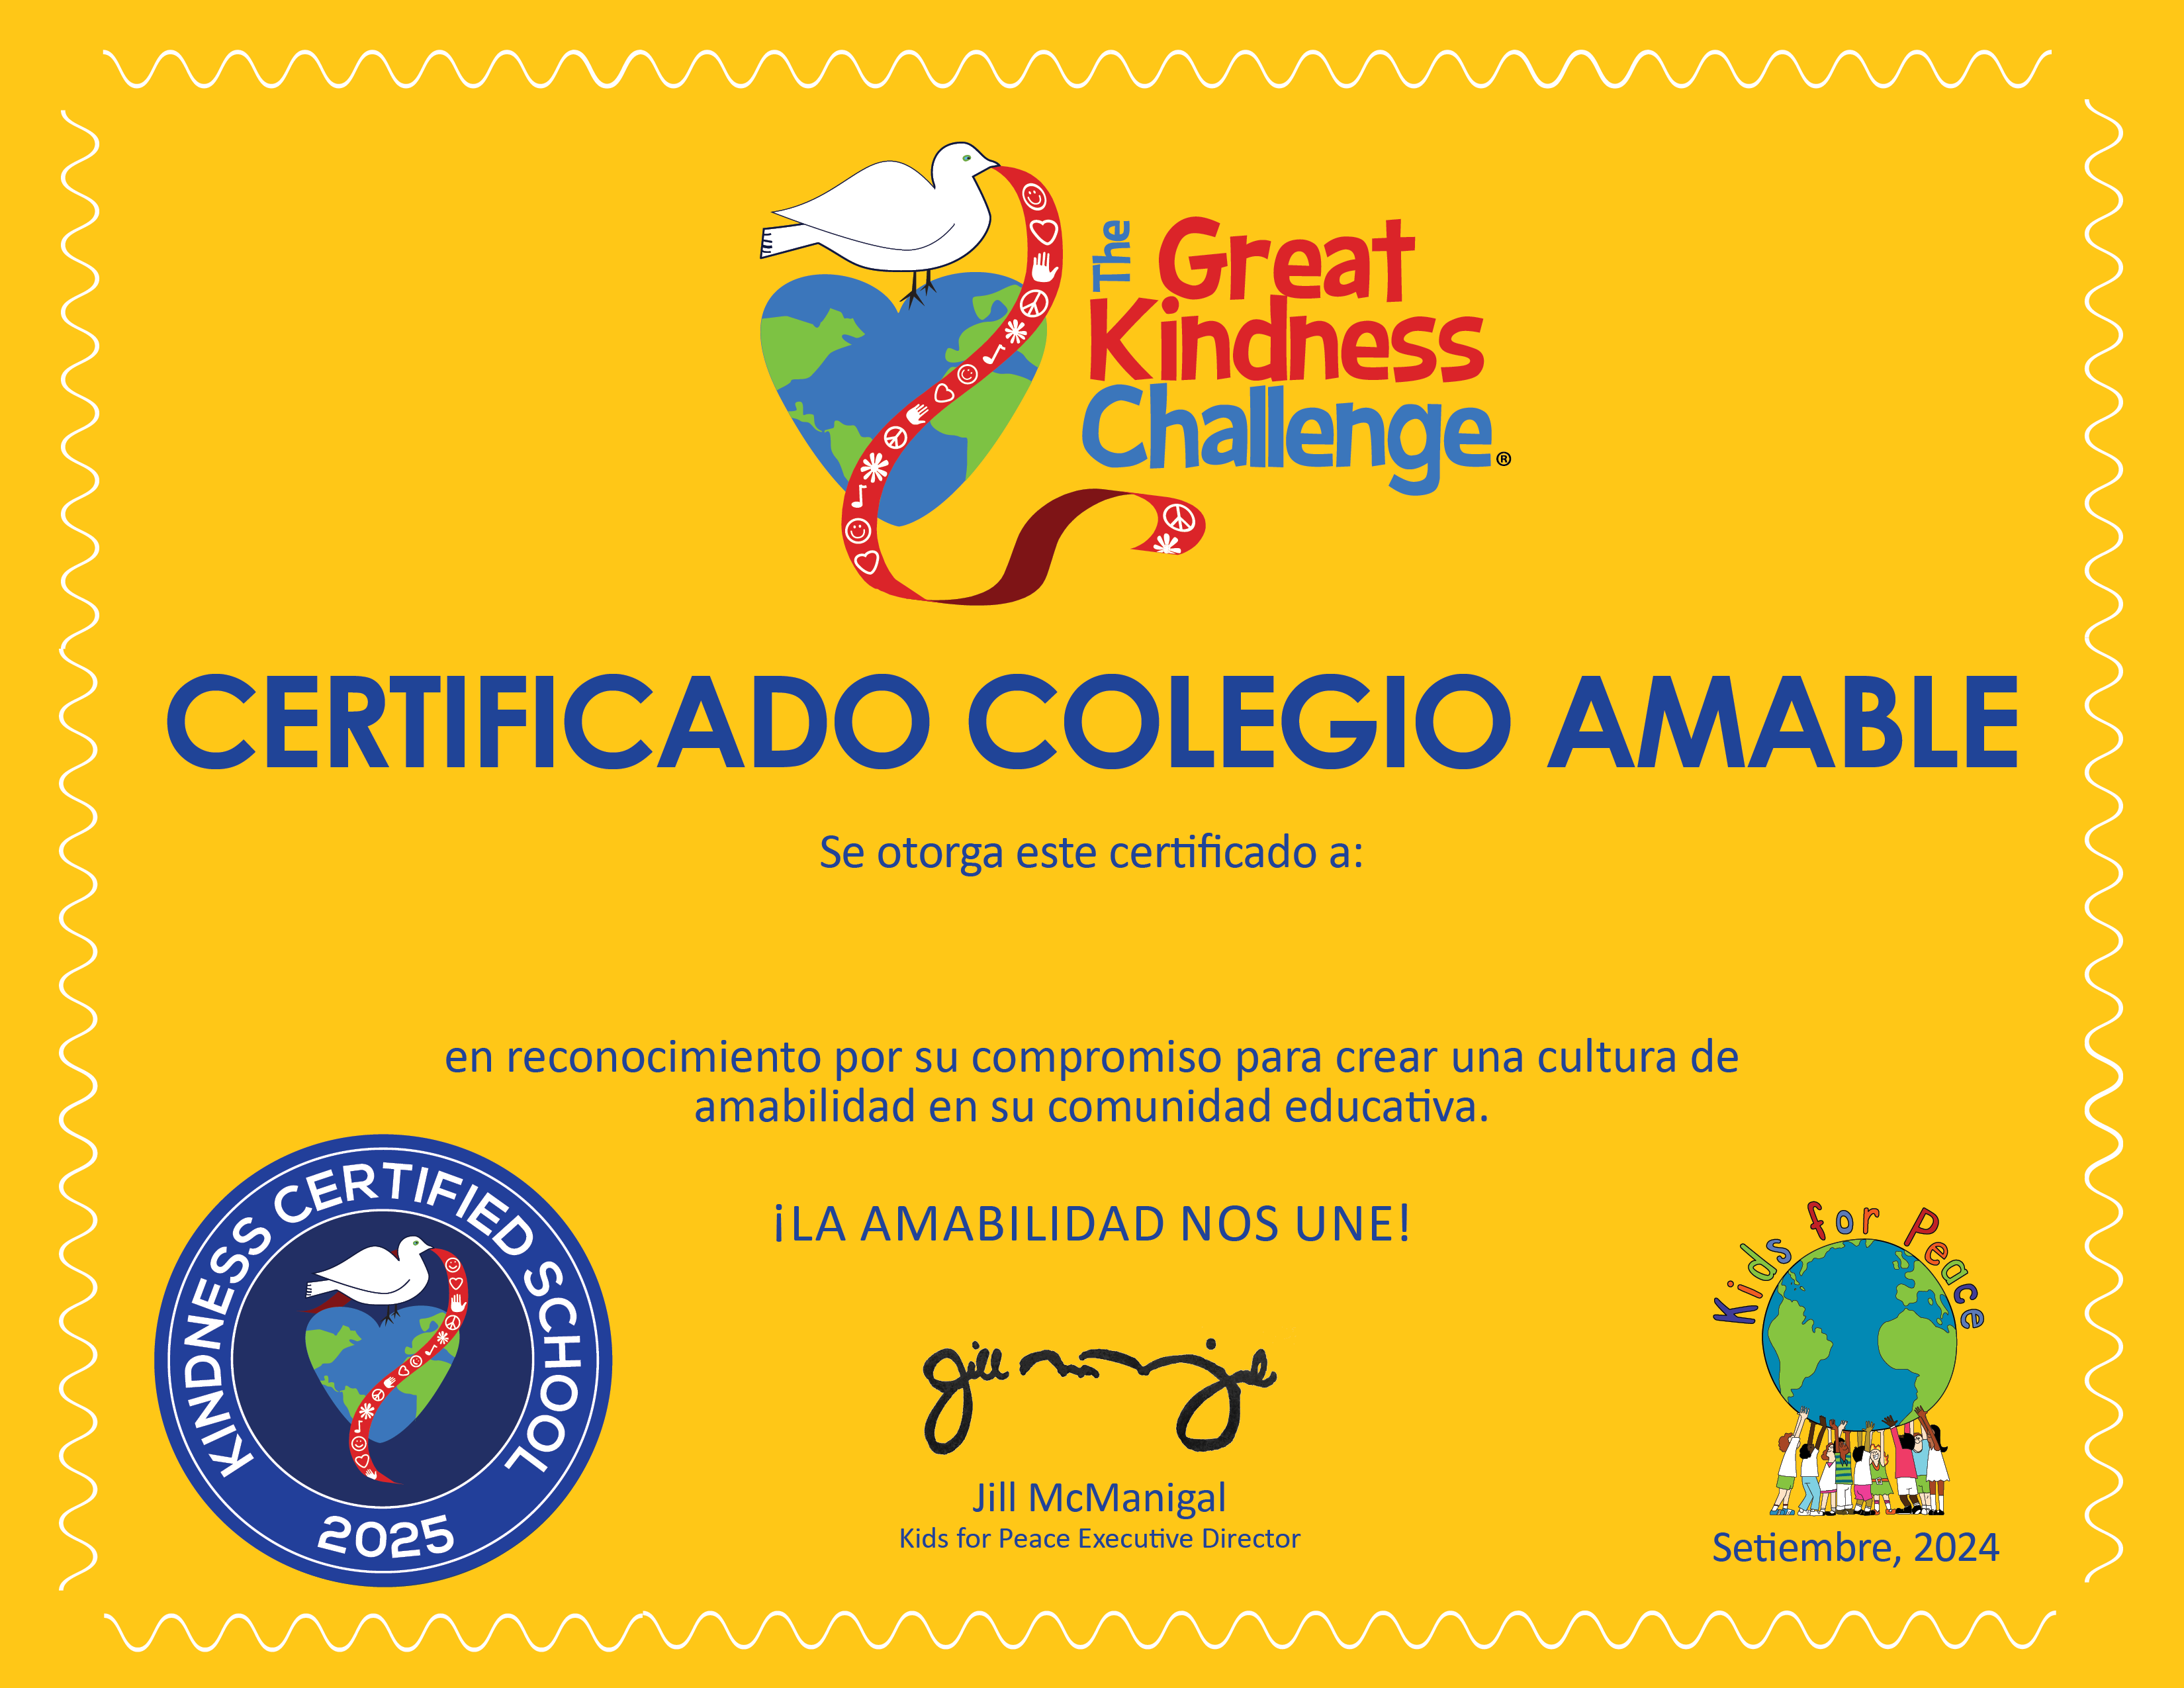 The Great
Kindness
Challenge®
CERTIFICADO COLEGIO AMABLE
Se otorga este certificado a:
en reconocimiento por su compromiso para crear una cultura de
amabilidad en su comunidad educativa.
¡LA AMABILIDAD NOS UNE!
KINDNESS CERTIFIED SCHOOL
2025
Jill McManigal
Kids for Peace Executive Director
Kids for Peace
Setiembre, 2024